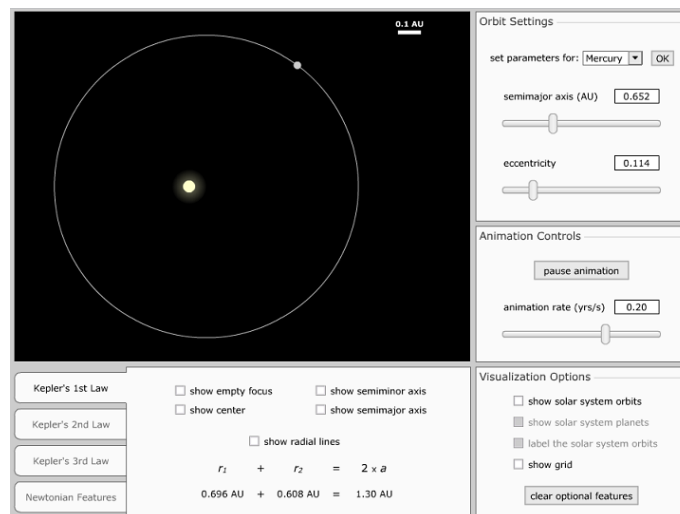 0.1 AU
Orbit Settings
set parameters for: Mercury OK
semimajor axis (AU) 0.652
eccentricity 0.114
Animation Controls
pause animation
animation rate (yrs/s) 0.20
Kepler's 1st Law
Kepler's 2nd Law
Kepler's 3rd Law
Newtonian Features
show empty focus show semiminor axis
show center show semimajor axis
show radial lines
r₁ + r₂ = 2 × a
0.696 AU + 0.608 AU = 1.30 AU
Visualization Options
show solar system orbits
show solar system planets
label the solar system orbits
show grid
clear optional features